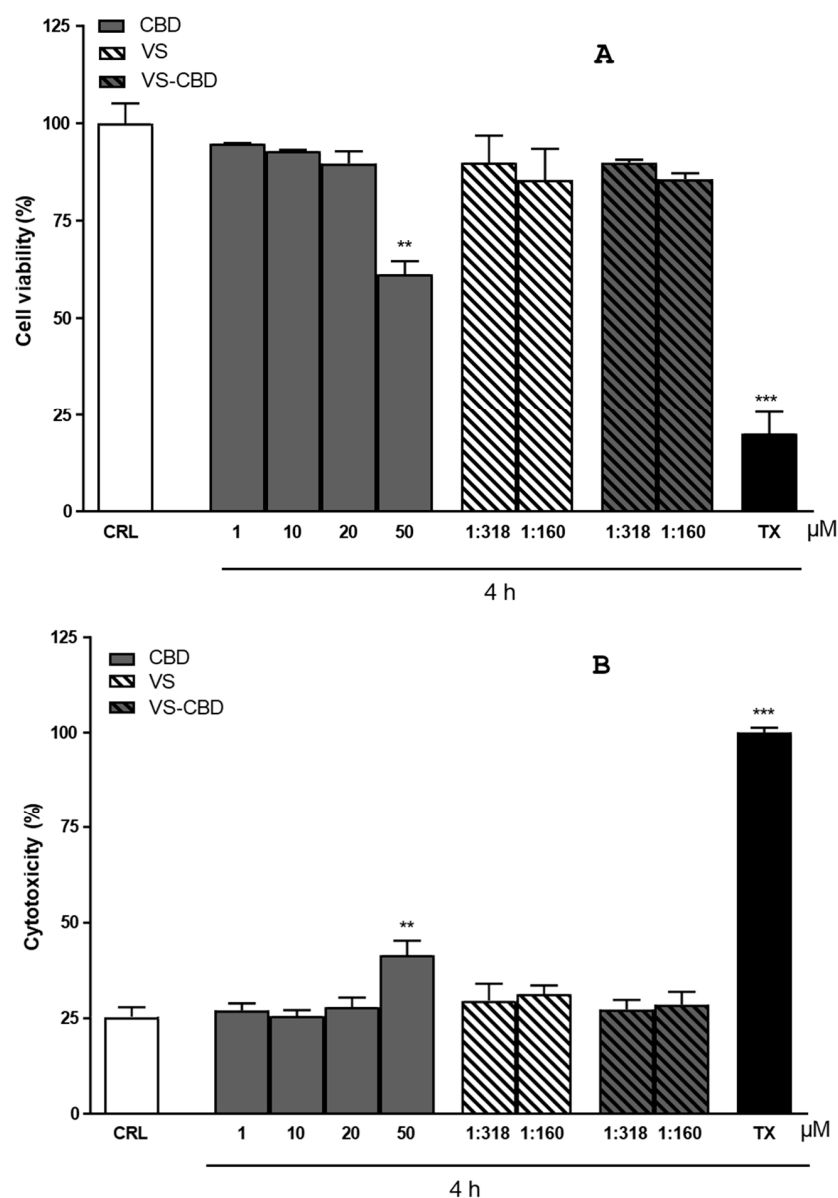 125
CBD
VS
VS-CBD
A
100
75
50
25
0
Cell viability (%)
**
***
CRL 1 10 20 50 1:318 1:160 1:318 1:160 TX µM
4 h
125
CBD
VS
VS-CBD
B
100
75
50
25
0
Cytotoxicity (%)
**
***
CRL 1 10 20 50 1:318 1:160 1:318 1:160 TX µM
4 h